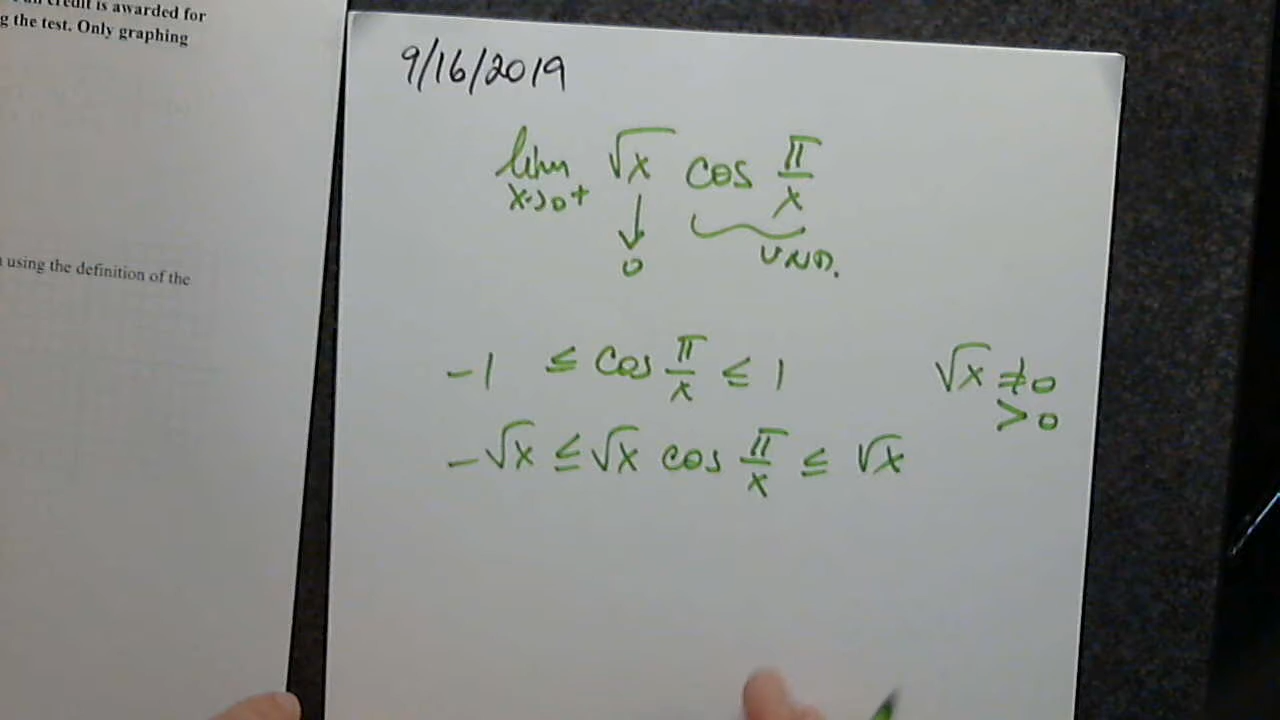 credit is awarded for
g the test. Only graphing
using the definition of the
9/16/2019
lim √x cos π/x
x→0+
↓
0 UND.
-1 ≤ cos π/x ≤ 1 √x ≠0
>0
-√x ≤ √x cos π/x ≤ √x